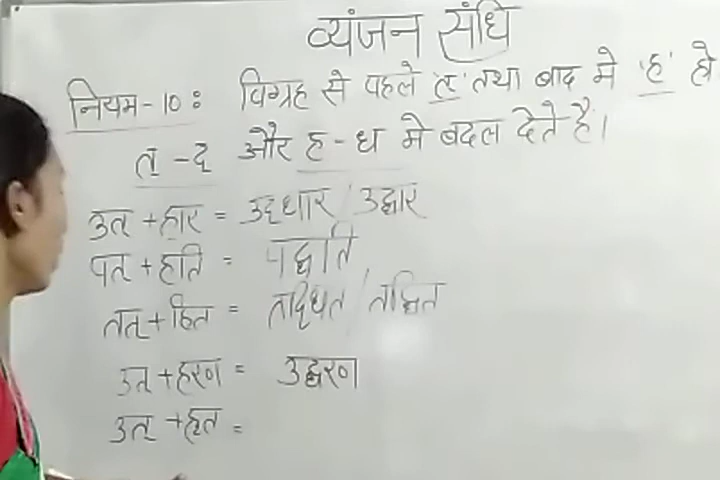 व्यंजन संधि
नियम-10: विग्रह से पहले 'त्' तथा बाद मे 'ह' हो
त् - द् और ह - ध मे बदल देते है।
उत् + हार = उद्धार / उद्धार
पत् + हति = पद्धति
तत् + हित = तद्धित / तद्धित
उत् + हरण = उद्धरण
उत् + हृत =